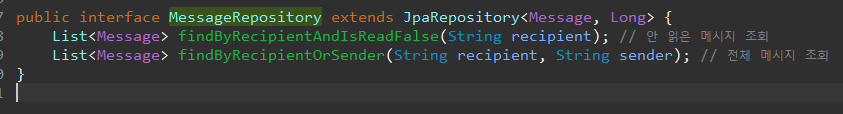 public interface MessageRepository extends JpaRepository<Message, Long> {
List<Message> findByRecipientAndIsReadFalse(String recipient); // 안 읽은 메시지 조회
List<Message> findByRecipientOrSender(String recipient, String sender); // 전체 메시지 조회
}